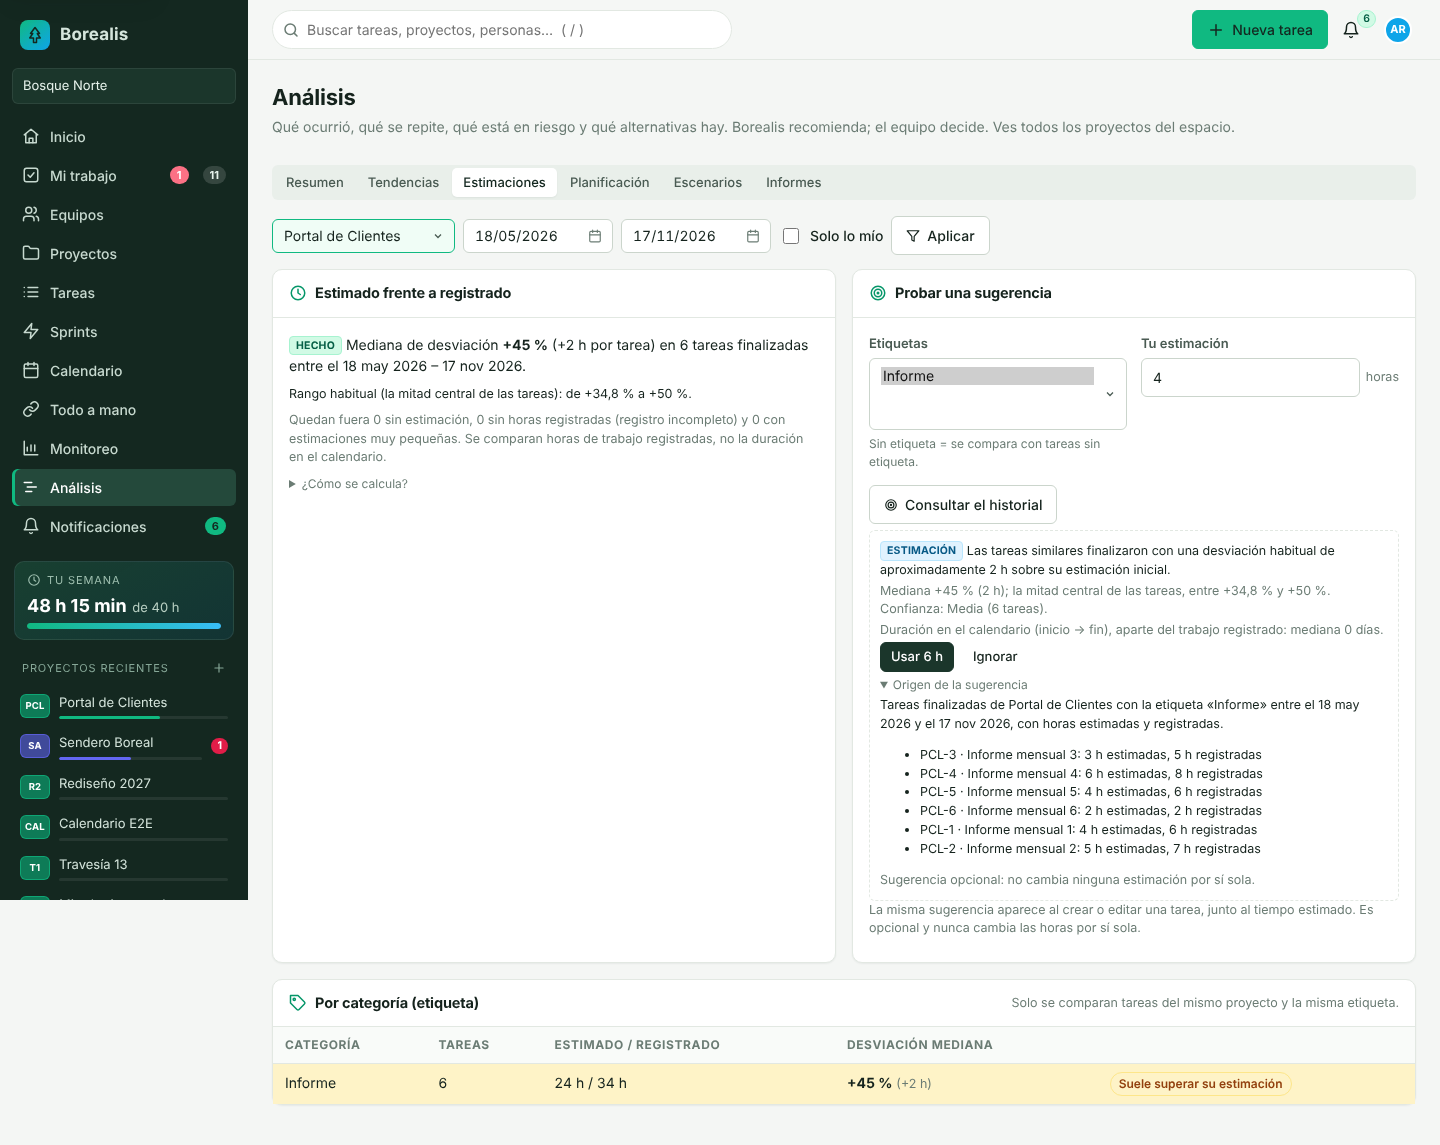 Borealis
Bosque Norte
Inicio
Mi trabajo 1 11
Equipos
Proyectos
Tareas
Sprints
Calendario
Todo a mano
Monitoreo
Análisis
Notificaciones 6
TU SEMANA
48 h 15 min de 40 h
PROYECTOS RECIENTES +
PCL Portal de Clientes
SA Sendero Boreal 1
R2 Rediseño 2027
CAL Calendario E2E
T1 Travesía 13
Buscar tareas, proyectos, personas... ( / )
+ Nueva tarea
6
AR
Análisis
Qué ocurrió, qué se repite, qué está en riesgo y qué alternativas hay. Borealis recomienda; el equipo decide. Ves todos los proyectos del espacio.
Resumen Tendencias Estimaciones Planificación Escenarios Informes
Portal de Clientes 18/05/2026 17/11/2026 Solo lo mío Aplicar
Estimado frente a registrado
HECHO Mediana de desviación +45 % (+2 h por tarea) en 6 tareas finalizadas
entre el 18 may 2026 – 17 nov 2026.
Rango habitual (la mitad central de las tareas): de +34,8 % a +50 %.
Quedan fuera 0 sin estimación, 0 sin horas registradas (registro incompleto) y 0 con
estimaciones muy pequeñas. Se comparan horas de trabajo registradas, no la duración
en el calendario.
¿Cómo se calcula?
Probar una sugerencia
Etiquetas
Informe
Sin etiqueta = se compara con tareas sin
etiqueta.
Tu estimación
4 horas
Consultar el historial
ESTIMACIÓN Las tareas similares finalizaron con una desviación habitual de
aproximadamente 2 h sobre su estimación inicial.
Mediana +45 % (2 h); la mitad central de las tareas, entre +34,8 % y +50 %.
Confianza: Media (6 tareas).
Duración en el calendario (inicio → fin), aparte del trabajo registrado: mediana 0 días.
Usar 6 h Ignorar
Origen de la sugerencia
Tareas finalizadas de Portal de Clientes con la etiqueta «Informe» entre el 18 may
2026 y el 17 nov 2026, con horas estimadas y registradas.
• PCL-3 · Informe mensual 3: 3 h estimadas, 5 h registradas
• PCL-4 · Informe mensual 4: 6 h estimadas, 8 h registradas
• PCL-5 · Informe mensual 5: 4 h estimadas, 6 h registradas
• PCL-6 · Informe mensual 6: 2 h estimadas, 2 h registradas
• PCL-1 · Informe mensual 1: 4 h estimadas, 6 h registradas
• PCL-2 · Informe mensual 2: 5 h estimadas, 7 h registradas
Sugerencia opcional: no cambia ninguna estimación por sí sola.
La misma sugerencia aparece al crear o editar una tarea, junto al tiempo estimado. Es
opcional y nunca cambia las horas por sí sola.
Por categoría (etiqueta)
Solo se comparan tareas del mismo proyecto y la misma etiqueta.
CATEGORÍA TAREAS ESTIMADO / REGISTRADO DESVIACIÓN MEDIANA
Informe 6 24 h / 34 h +45 % (+2 h) Suele superar su estimación